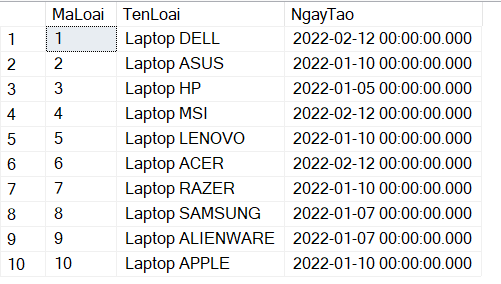 MaLoai TenLoai NgayTao
1 1 Laptop DELL 2022-02-12 00:00:00.000
2 2 Laptop ASUS 2022-01-10 00:00:00.000
3 3 Laptop HP 2022-01-05 00:00:00.000
4 4 Laptop MSI 2022-02-12 00:00:00.000
5 5 Laptop LENOVO 2022-01-10 00:00:00.000
6 6 Laptop ACER 2022-02-12 00:00:00.000
7 7 Laptop RAZER 2022-01-10 00:00:00.000
8 8 Laptop SAMSUNG 2022-01-07 00:00:00.000
9 9 Laptop ALIENWARE 2022-01-07 00:00:00.000
10 10 Laptop APPLE 2022-01-10 00:00:00.000